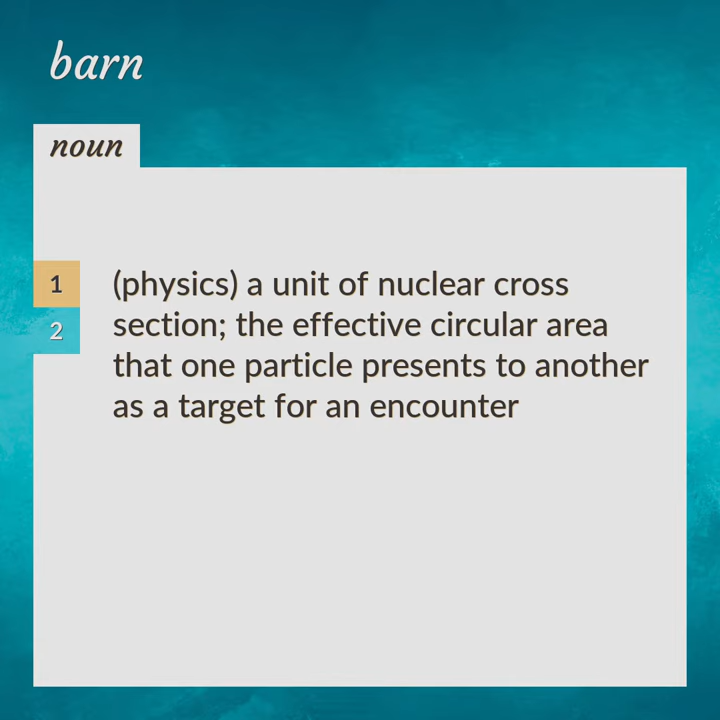 barn
noun
1
2
(physics) a unit of nuclear cross
section; the effective circular area
that one particle presents to another
as a target for an encounter